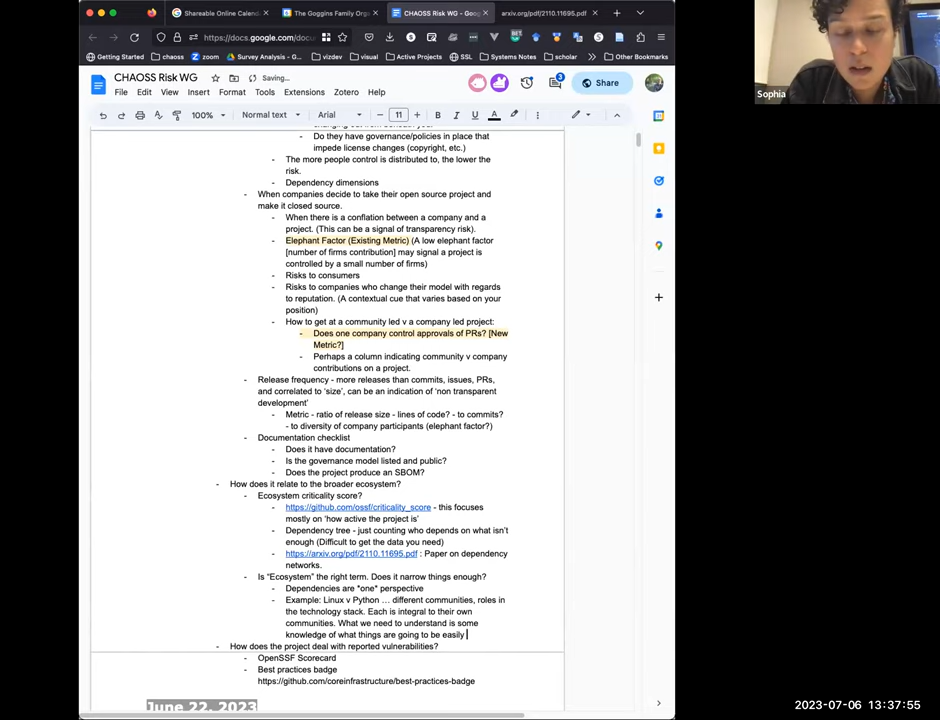 Shareable Online Calend
The Goggins Family Orga
CHAOSS Risk WG - Goo
arxiv.org/pdf/2110.11695.pdf
https://docs.google.com/docu
Getting Started
Box
zoom
Survey Analysis - G...
vizdev
visual
Active Projects
SSL
Systems Notes
scholar
Other Bookmarks
CHAOSS Risk WG
Saving...
File Edit View Insert Format Tools Extensions Zotero Help
3
Share
100%
Normal text
Arial
11
B I U A
- Do they have governance/policies in place that
impede license changes (copyright, etc.)
- The more people control is distributed to, the lower the
risk.
- Dependency dimensions
- When companies decide to take their open source project and
make it closed source.
- When there is a conflation between a company and a
project. (This can be a signal of transparency risk).
- Elephant Factor (Existing Metric) (A low elephant factor
[number of firms contribution] may signal a project is
controlled by a small number of firms)
- Risks to consumers
- Risks to companies who change their model with regards
to reputation. (A contextual cue that varies based on your
position)
- How to get at a community led v a company led project:
- Does one company control approvals of PRs? [New
Metric?]
- Perhaps a column indicating community v company
contributions on a project.
- Release frequency - more releases than commits, issues, PRs,
and correlated to 'size', can be an indication of 'non transparent
development'
- Metric - ratio of release size - lines of code? - to commits?
- to diversity of company participants (elephant factor?)
- Documentation checklist
- Does it have documentation?
- Is the governance model listed and public?
- Does the project produce an SBOM?
- How does it relate to the broader ecosystem?
- Ecosystem criticality score?
- https://github.com/ossf/criticality_score - this focuses
mostly on 'how active the project is'
- Dependency tree - just counting who depends on what isn't
enough (Difficult to get the data you need)
- https://arxiv.org/pdf/2110.11695.pdf : Paper on dependency
networks.
- Is "Ecosystem" the right term. Does it narrow things enough?
- Dependencies are *one* perspective
- Example: Linux v Python ... different communities, roles in
the technology stack. Each is integral to their own
communities. What we need to understand is some
knowledge of what things are going to be easily
- How does the project deal with reported vulnerabilities?
- OpenSSF Scorecard
- Best practices badge
https://github.com/coreinfrastructure/best-practices-badge
June 22, 2023
Sophia
2023-07-06 13:37:55